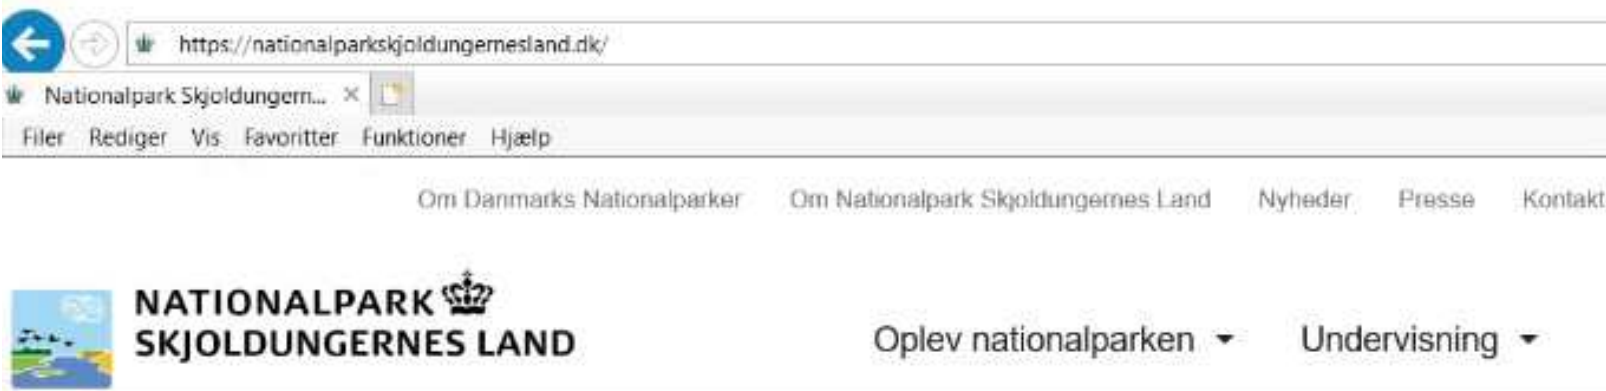 https://nationalparkskjoldungernesland.dk/
Nationalpark Skjoldungern...
Filer Rediger Vis Favoritter Funktioner Hjælp
Om Danmarks Nationalparker Om Nationalpark Skjoldungernes Land Nyheder Presse Kontakt
NATIONALPARK
SKJOLDUNGERNES LAND
Oplev nationalparken Undervisning